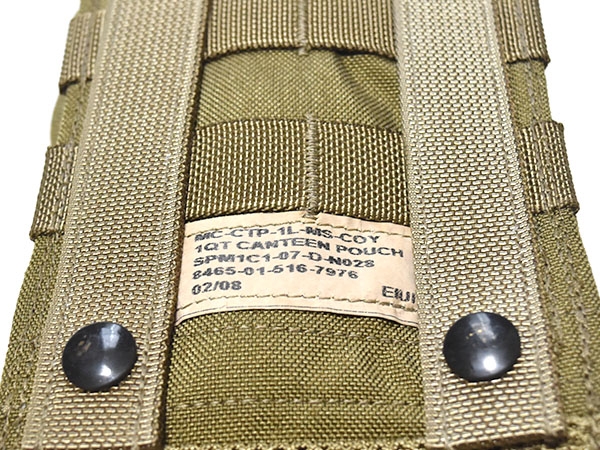 MC-CTP-1L-MS-COY
1QT CANTEEN POUCH
SPM1C1-07-D-N028
8465-01-516-7976
02/08